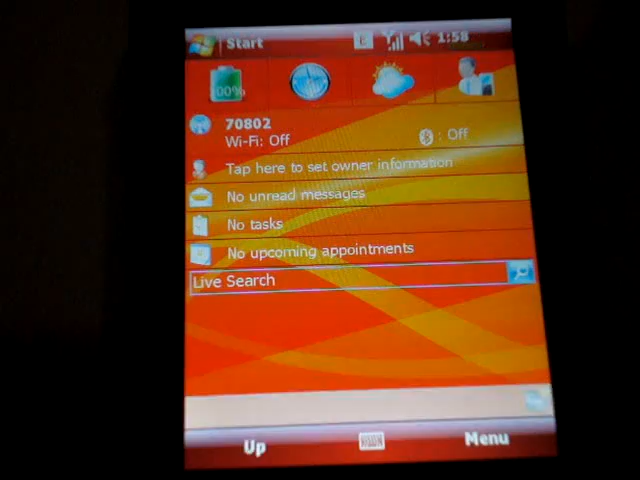 Start
E
1:58
100%
70802
Wi-Fi: Off
: Off
Tap here to set owner information
No unread messages
No tasks
No upcoming appointments
Live Search
Up
Menu